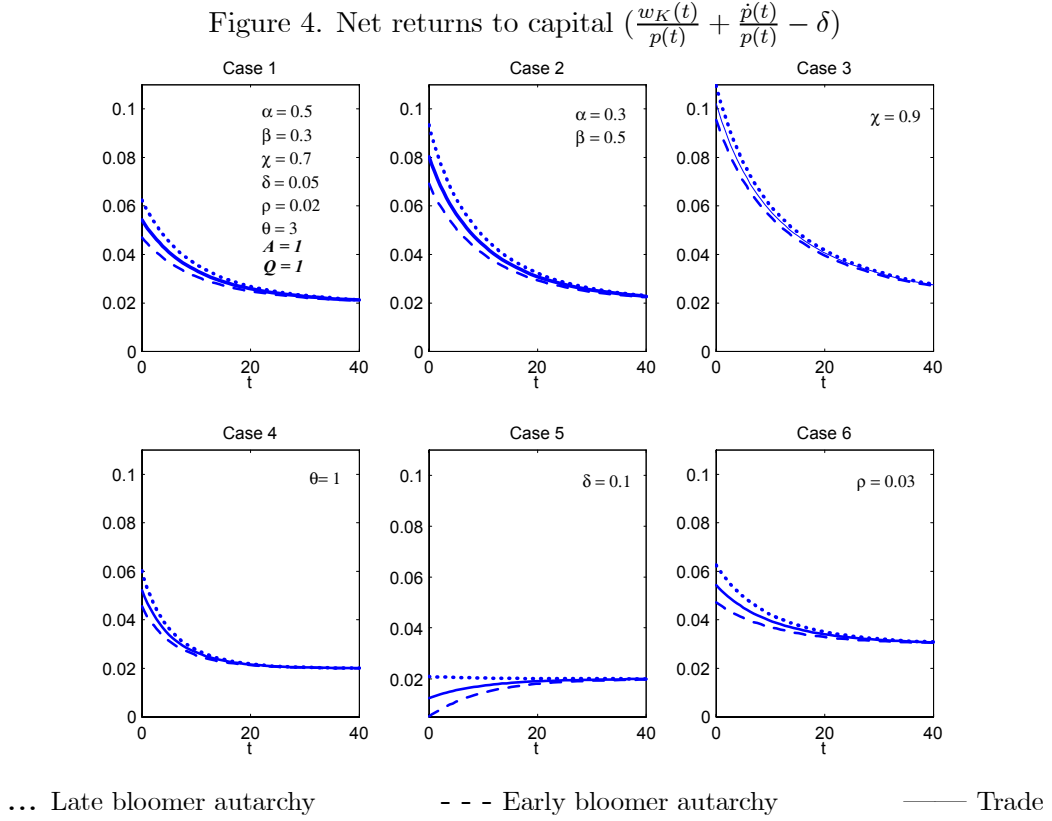 Figure 4. Net returns to capital ($\frac{w_K(t)}{p(t)} + \frac{\dot{p}(t)}{p(t)} - \delta$)
Case 1
0.1
0.08
0.06
0.04
0.02
0
0 20 40
t
α = 0.5
β = 0.3
χ = 0.7
δ = 0.05
ρ = 0.02
θ = 3
A = 1
Q = 1
Case 2
0.1
0.08
0.06
0.04
0.02
0
0 20 40
t
α = 0.3
β = 0.5
Case 3
0.1
0.08
0.06
0.04
0.02
0
0 20 40
t
χ = 0.9
Case 4
0.1
0.08
0.06
0.04
0.02
0
0 20 40
t
θ= 1
Case 5
0.1
0.08
0.06
0.04
0.02
0
0 20 40
t
δ = 0.1
Case 6
0.1
0.08
0.06
0.04
0.02
0
0 20 40
t
ρ = 0.03
... Late bloomer autarchy
- - - Early bloomer autarchy
—— Trade